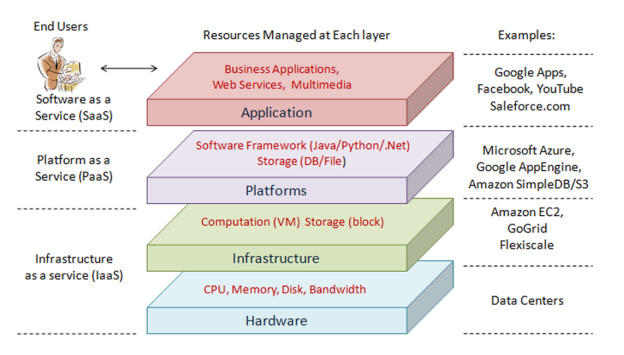 End Users
Resources Managed at Each layer
Examples:
Software as a
Service (SaaS)
Business Applications,
Web Services, Multimedia
Application
Google Apps,
Facebook, YouTube
Saleforce.com
Platform as a
Service (PaaS)
Software Framework (Java/Python/.Net)
Storage (DB/File)
Platforms
Microsoft Azure,
Google AppEngine,
Amazon SimpleDB/S3
Infrastructure
as a service (IaaS)
Computation (VM) Storage (block)
Infrastructure
Amazon EC2,
GoGrid
Flexiscale
CPU, Memory, Disk, Bandwidth
Hardware
Data Centers